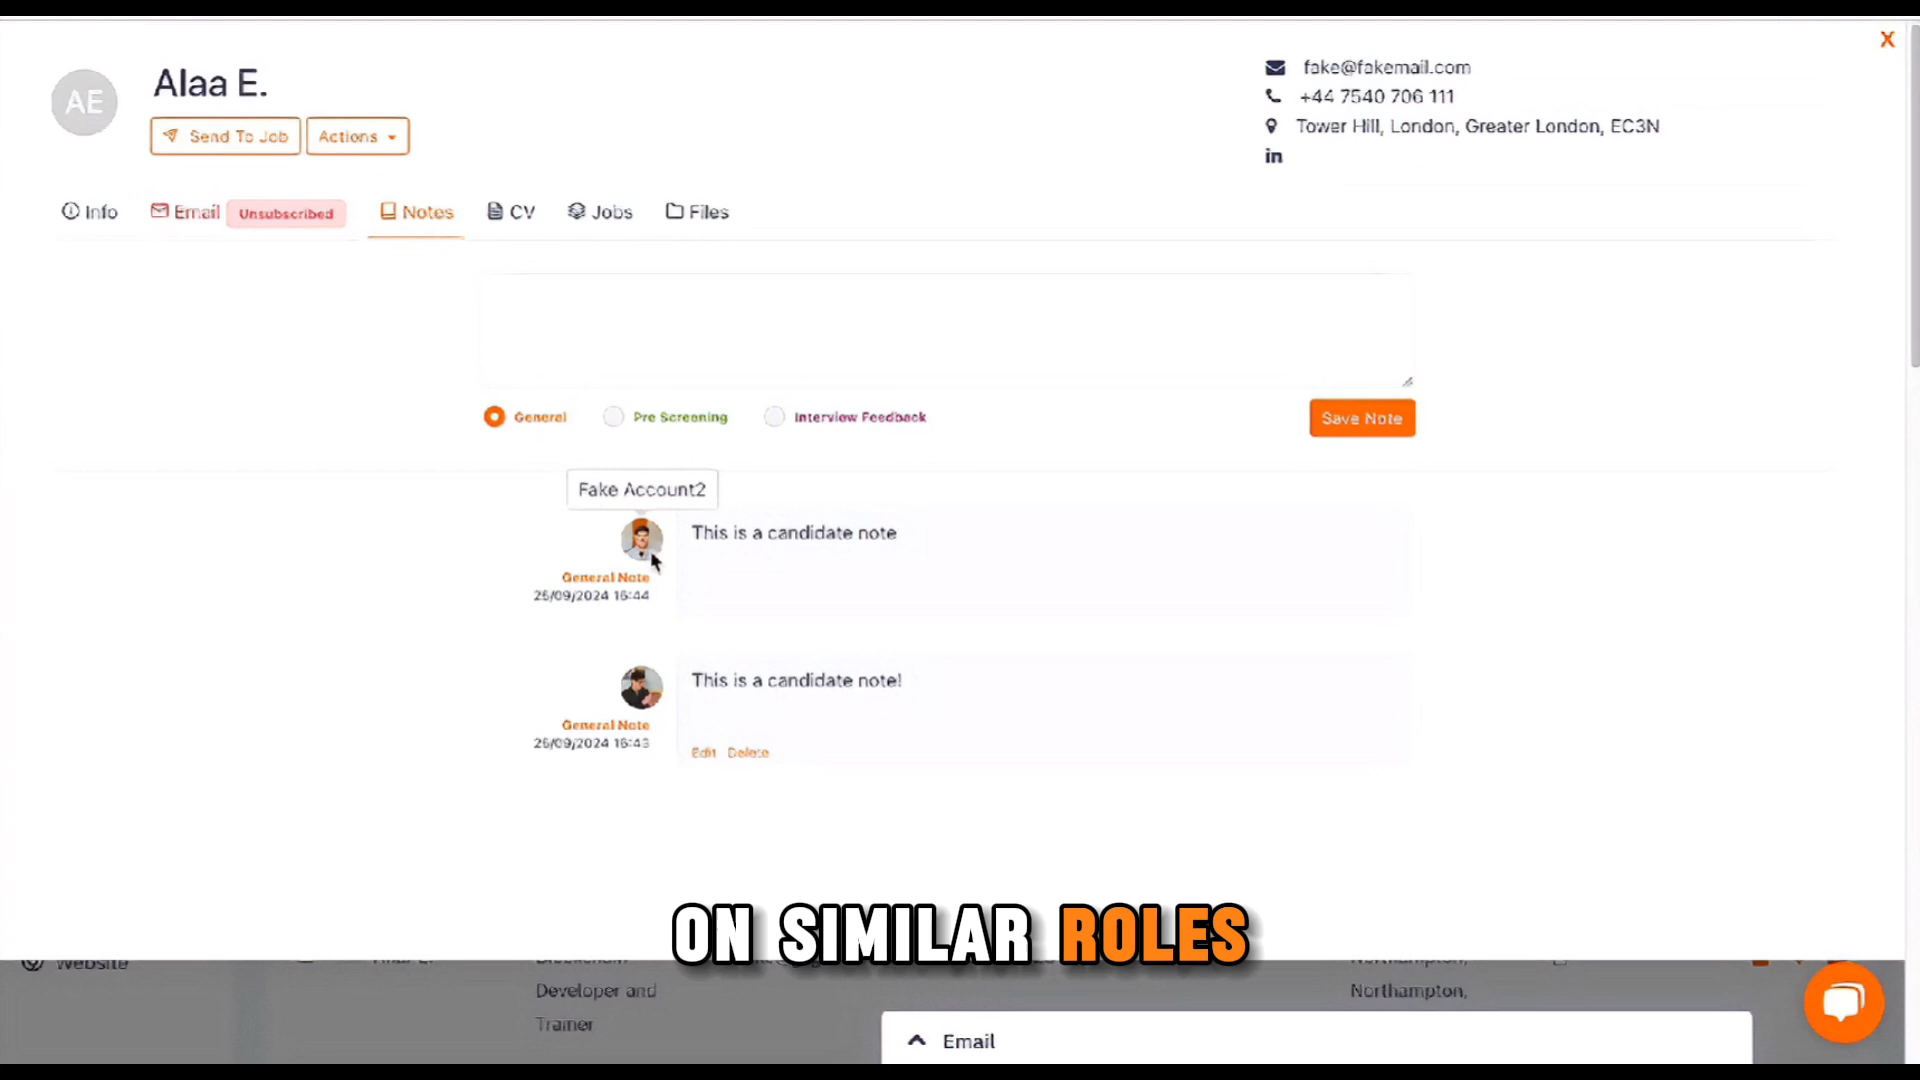 X
AE
Alaa E.
Send To Job
Actions
fake@fakemail.com
+44 7540 706 111
Tower Hill, London, Greater London, EC3N
in
Info
Email
Unsubscribed
Notes
CV
Jobs
Files
General
Pre Screening
Interview Feedback
Save Note
Fake Account2
This is a candidate note
General Note
25/09/2024 16:44
This is a candidate note!
General Note
25/09/2024 16:43
Edit Delete
ON SIMILAR ROLES
Website
Developer and
Northampton,
Trainer
Email